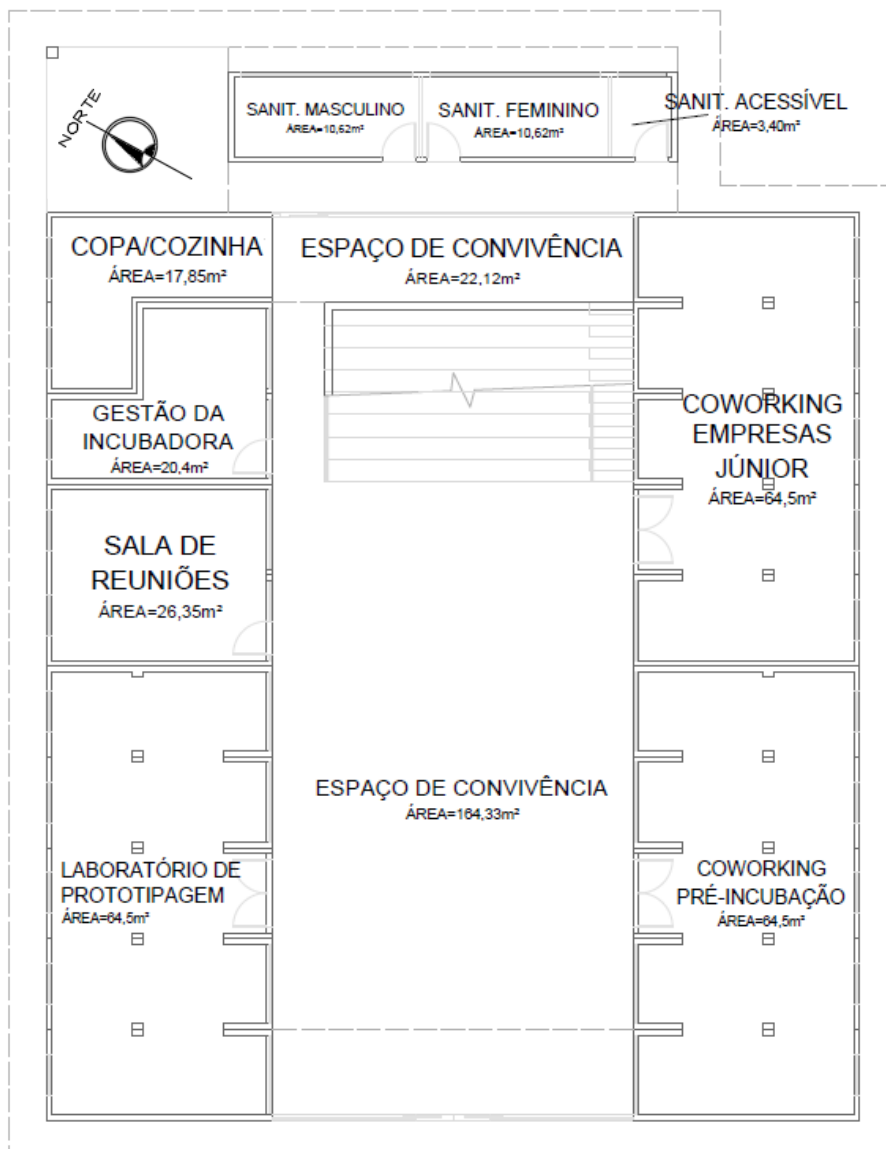 NORTE
SANIT. MASCULINO
ÁREA=10,62m²
SANIT. FEMININO
ÁREA=10,62m²
SANIT. ACESSÍVEL
ÁREA=3,40m²
COPA/COZINHA
ÁREA=17,85m²
ESPAÇO DE CONVIVÊNCIA
ÁREA=22,12m²
GESTÃO DA
INCUBADORA
ÁREA=20,4m²
COWORKING
EMPRESAS
JÚNIOR
ÁREA=64,5m²
SALA DE
REUNIÕES
ÁREA=26,35m²
ESPAÇO DE CONVIVÊNCIA
ÁREA=164,33m²
LABORATÓRIO DE
PROTOTIPAGEM
ÁREA=64,5m²
COWORKING
PRÉ-INCUBAÇÃO
ÁREA=64,5m²